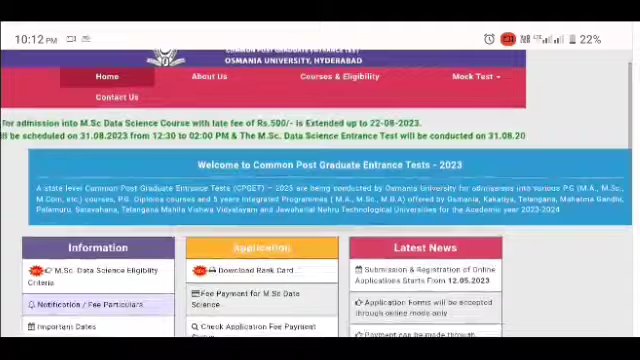 10:12 PM
22%
COMMON POST GRADUATE ENTRANCE TEST
OSMANIA UNIVERSITY, HYDERABAD
Home
About Us
Courses & Eligibility
Mock Test
Contact Us
For admission into M.Sc Data Science Course with late fee of Rs.500/- is Extended up to 22-08-2023.
ll be scheduled on 31.08.2023 from 12:30 to 02:00 PM & The M.Sc. Data Science Entrance Test will be conducted on 31.08.20
Welcome to Common Post Graduate Entrance Tests - 2023
A state level Common Post Graduate Entrance Tests (CPGET) – 2023 are being conducted by Osmania University for admissions into various P.G (M.A., M.Sc.,
M.Com, etc.) courses, P.G. Diploma courses and 5 years Integrated Programmes ( M.A., M.Sc., M.B.A) offered by Osmania, Kakatiya, Telangana, Mahatma Gandhi,
Palamuru, Satavahana, Telangana Mahila Vishwa Vidyalayam and Jawaharlal Nehru Technological Universities for the Academic year 2023-2024
Information
M.Sc. Data Science Eligibility
Criteria
Notification / Fee Particulars
Important Dates
Application
Download Rank Card
Fee Payment for M.Sc Data
Science
Check Application Fee Payment
Latest News
Submission & Registration of Online
Applications Starts From 12.05.2023
Application Forms will be accepted
through online mode only
Payment can be made through